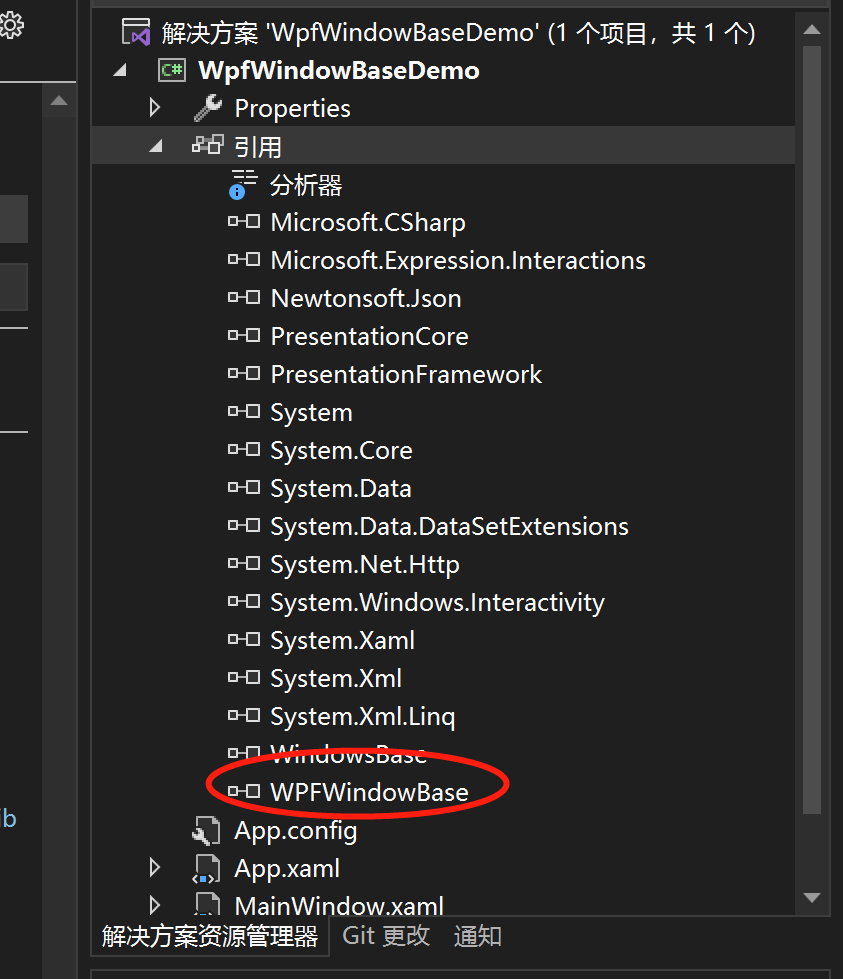 解决方案 'WpfWindowBaseDemo' (1 个项目，共 1 个)
WpfWindowBaseDemo
Properties
引用
分析器
Microsoft.CSharp
Microsoft.Expression.Interactions
Newtonsoft.Json
PresentationCore
PresentationFramework
System
System.Core
System.Data
System.Data.DataSetExtensions
System.Net.Http
System.Windows.Interactivity
System.Xaml
System.Xml
System.Xml.Linq
WindowsBase
WPFWindowBase
ib
App.config
App.xaml
MainWindow.xaml
解决方案资源管理器 Git 更改 通知